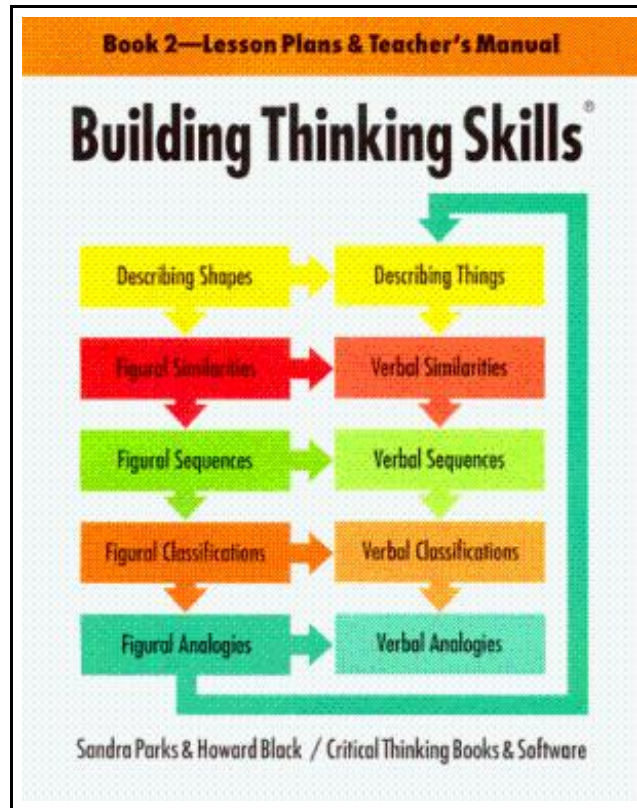 Book 2—Lesson Plans & Teacher's Manual
Building Thinking Skills®
Describing Shapes
Describing Things
Figural Similarities
Verbal Similarities
Figural Sequences
Verbal Sequences
Figural Classifications
Verbal Classifications
Figural Analogies
Verbal Analogies
Sandra Parks & Howard Black / Critical Thinking Books & Software